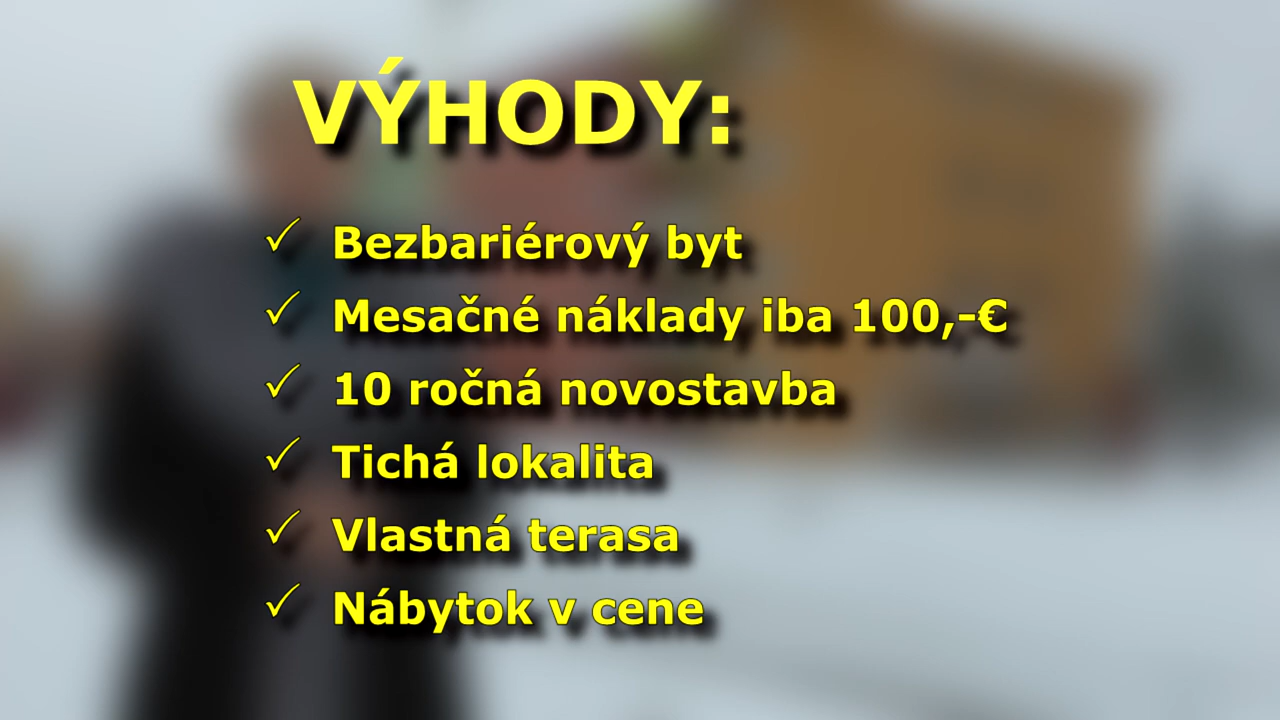 VÝHODY:
✓ Bezbariérový byt
✓ Mesačné náklady iba 100,-€
✓ 10 ročná novostavba
✓ Tichá lokalita
✓ Vlastná terasa
✓ Nábytok v cene